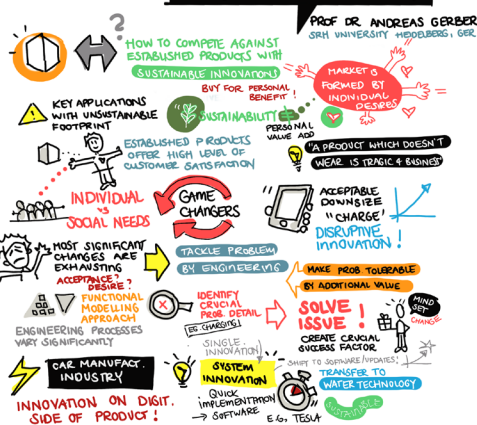 PROF DR. ANDREAS GERBER
SRH UNIVERSITY HEIDELBERG, GER
?
HOW TO COMPETE AGAINST
ESTABLISHED PRODUCTS WITH
SUSTAINABLE INNOVATIONS
BUY FOR PERSONAL
BENEFIT!
MARKET IS
FORMED BY
INDIVIDUAL
DESIRES
!
KEY APPLICATIONS
WITH UNSUSTAINABLE
FOOTPRINT
SUSTAINABILITY
PERSONAL
VALUE ADD
ESTABLISHED PRODUCTS
OFFER HIGH LEVEL OF
CUSTOMER SATISFACTION
"A PRODUCT WHICH DOESN'T
WEAR IS TRAGIC 4 BUSINESS"
INDIVIDUAL
VS
SOCIAL NEEDS
GAME
CHANGERS
ACCEPTABLE
DOWNSIZE
"CHARGE"
DISRUPTIVE
INNOVATION!
MOST SIGNIFICANT
CHANGES ARE
EXHAUSTING
TACKLE PROBLEM
BY ENGINEERING
MAKE PROB TOLERABLE
BY ADDITIONAL VALUE
ACCEPTANCE?
DESIRE?
FUNCTIONAL
MODELLING
APPROACH
ENGINEERING PROCESSES
VARY SIGNIFICANTLY
IDENTIFY
CRUCIAL
PROB. DETAIL
EG. CHARGING!
SOLVE
ISSUE!
CREATE CRUCIAL
SUCCESS FACTOR
MIND
SET
CHANGE
CAR MANUFACT.
INDUSTRY
INNOVATION ON DIGIT.
SIDE OF PRODUCT!
SINGLE
INNOVATION
SYSTEM
INNOVATION
QUICK
IMPLEMENTATION
→ SOFTWARE
SHIFT TO SOFTWARE/UPDATES!
E.G. TESLA
TRANSFER TO
WATER TECHNOLOGY
SUSTAINABLE